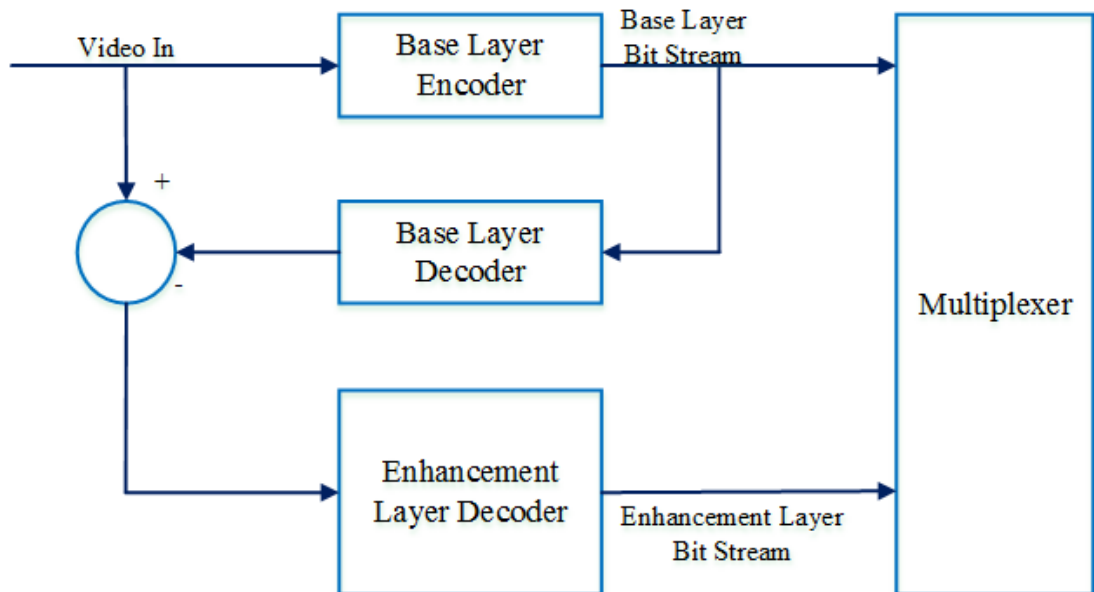 Video In
Base Layer
Encoder
Base Layer
Bit Stream
+
Base Layer
Decoder
-
Multiplexer
Enhancement
Layer Decoder
Enhancement Layer
Bit Stream